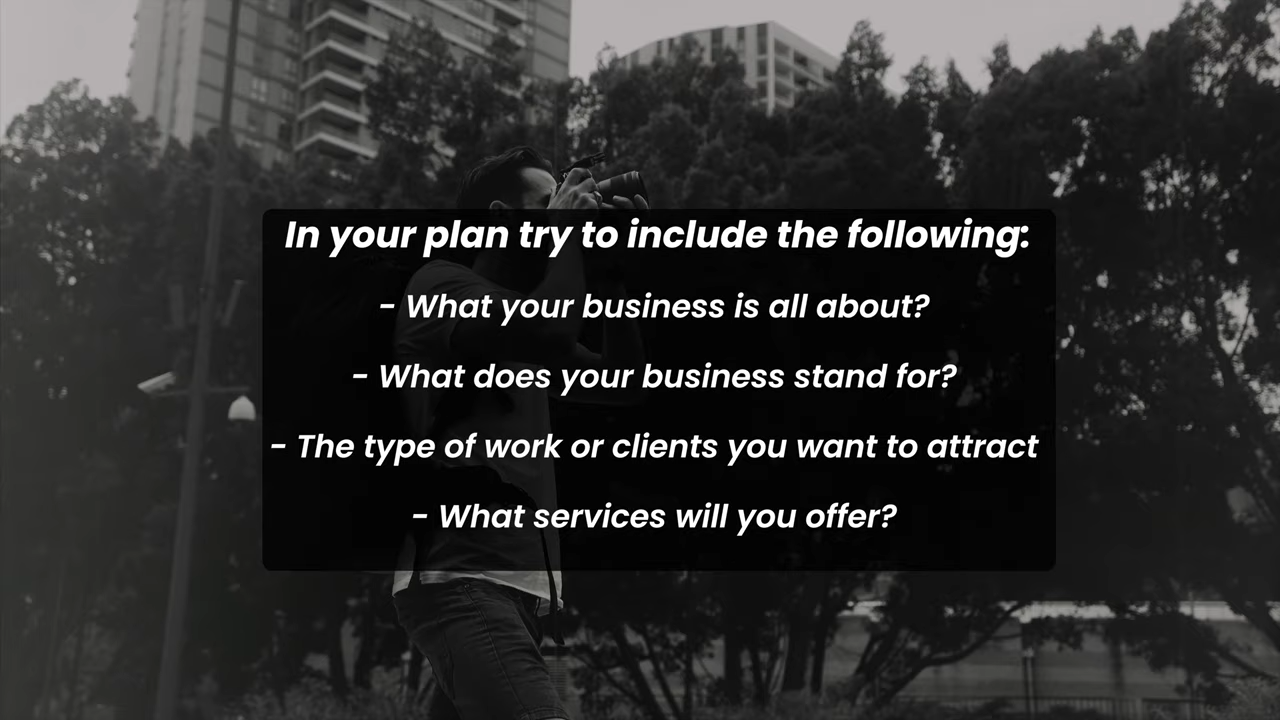 In your plan try to include the following:
- What your business is all about?
- What does your business stand for?
- The type of work or clients you want to attract
- What services will you offer?